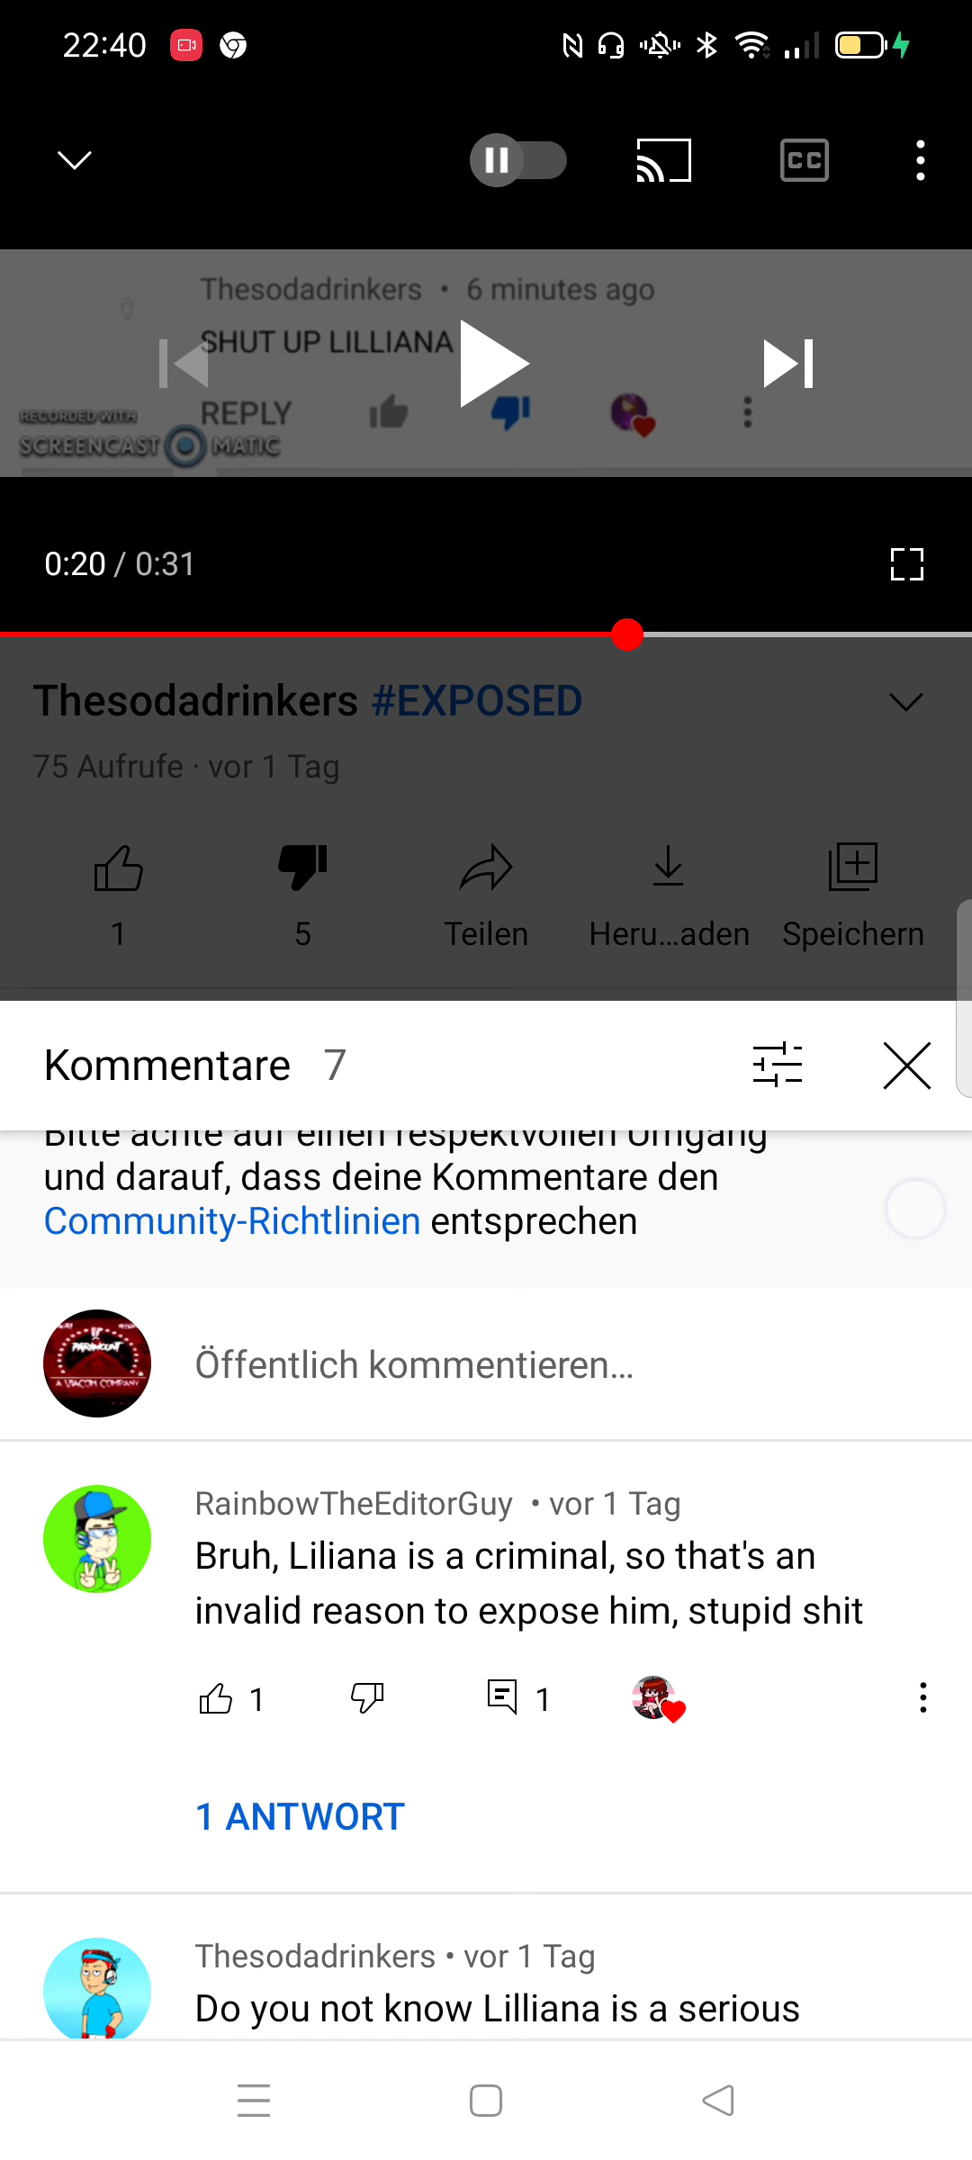 22:40
CC
Thesodadrinkers • 6 minutes ago
SHUT UP LILLIANA
REPLY
RECORDED WITH
SCREENCAST MATIC
0:20 / 0:31
Thesodadrinkers #EXPOSED
75 Aufrufe · vor 1 Tag
1 5 Teilen Heru...aden Speichern
Kommentare 7
Bitte achte auf einen respektvollen Umgang
und darauf, dass deine Kommentare den
Community-Richtlinien entsprechen
PARAMOUNT
A VIACOM COMPANY
Öffentlich kommentieren...
RainbowTheEditorGuy • vor 1 Tag
Bruh, Liliana is a criminal, so that's an
invalid reason to expose him, stupid shit
1 1
1 ANTWORT
Thesodadrinkers • vor 1 Tag
Do you not know Lilliana is a serious